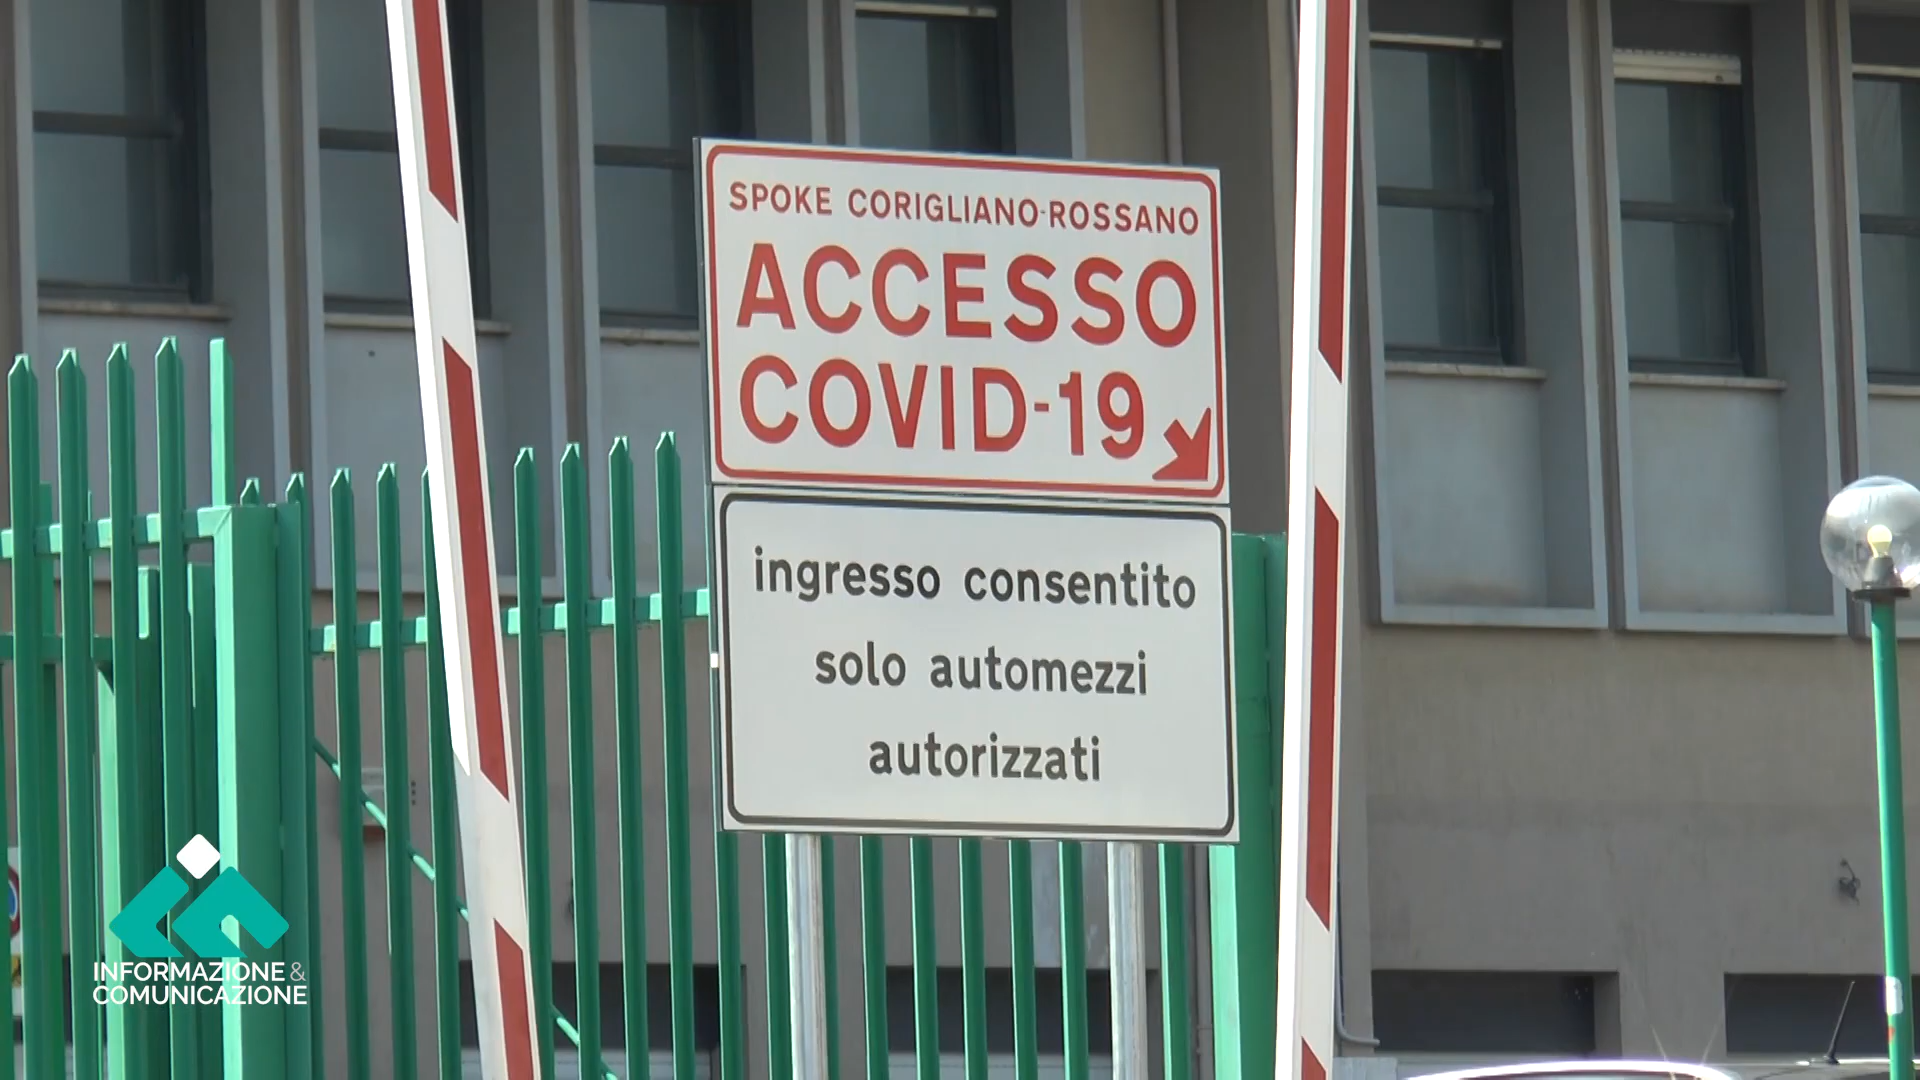 SPOKE CORIGLIANO-ROSSANO
ACCESSO
COVID-19
ingresso consentito
solo automezzi
autorizzati
INFORMAZIONE&
COMUNICAZIONE